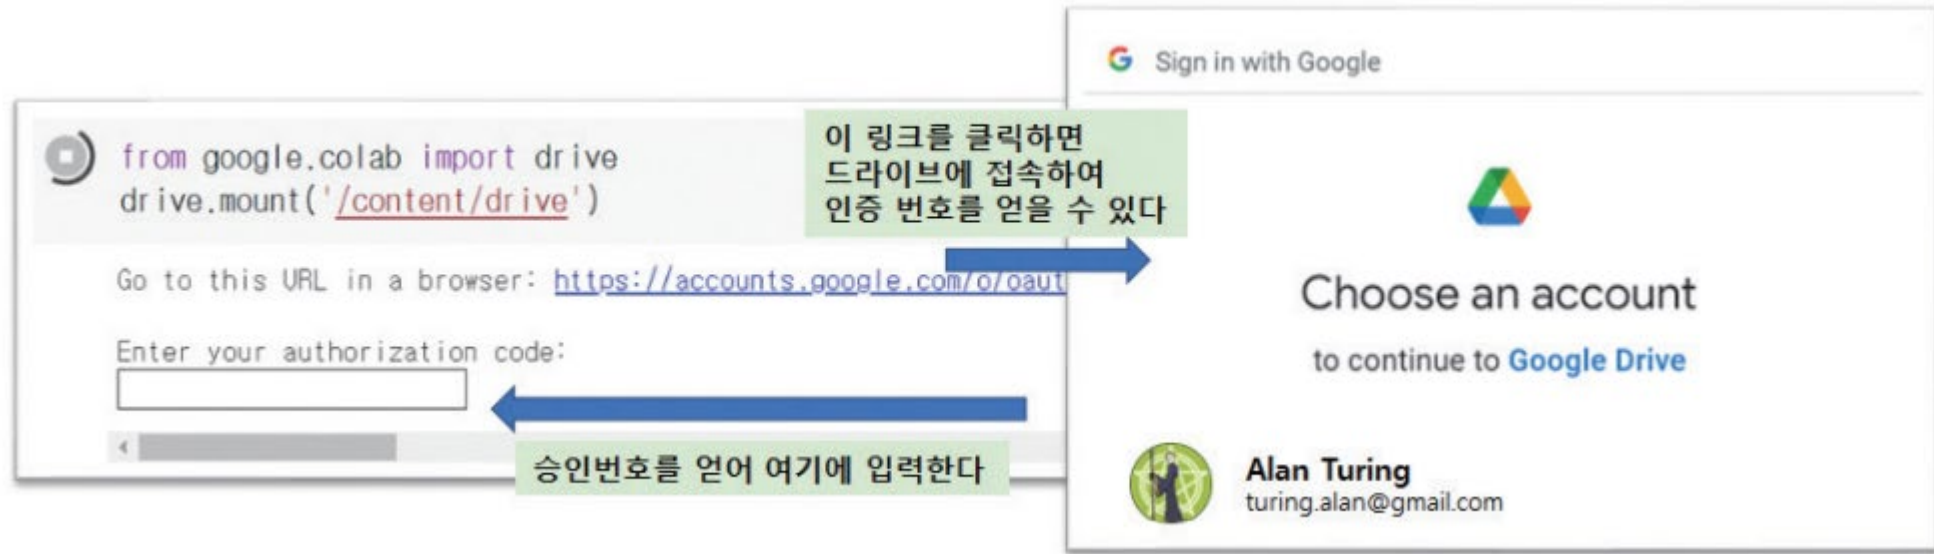 from google.colab import drive
drive.mount('/content/drive')
Go to this URL in a browser: https://accounts.google.com/o/oaut
Enter your authorization code:
이 링크를 클릭하면
드라이브에 접속하여
인증 번호를 얻을 수 있다
승인번호를 얻어 여기에 입력한다
Sign in with Google
Choose an account
to continue to Google Drive
Alan Turing
turing.alan@gmail.com